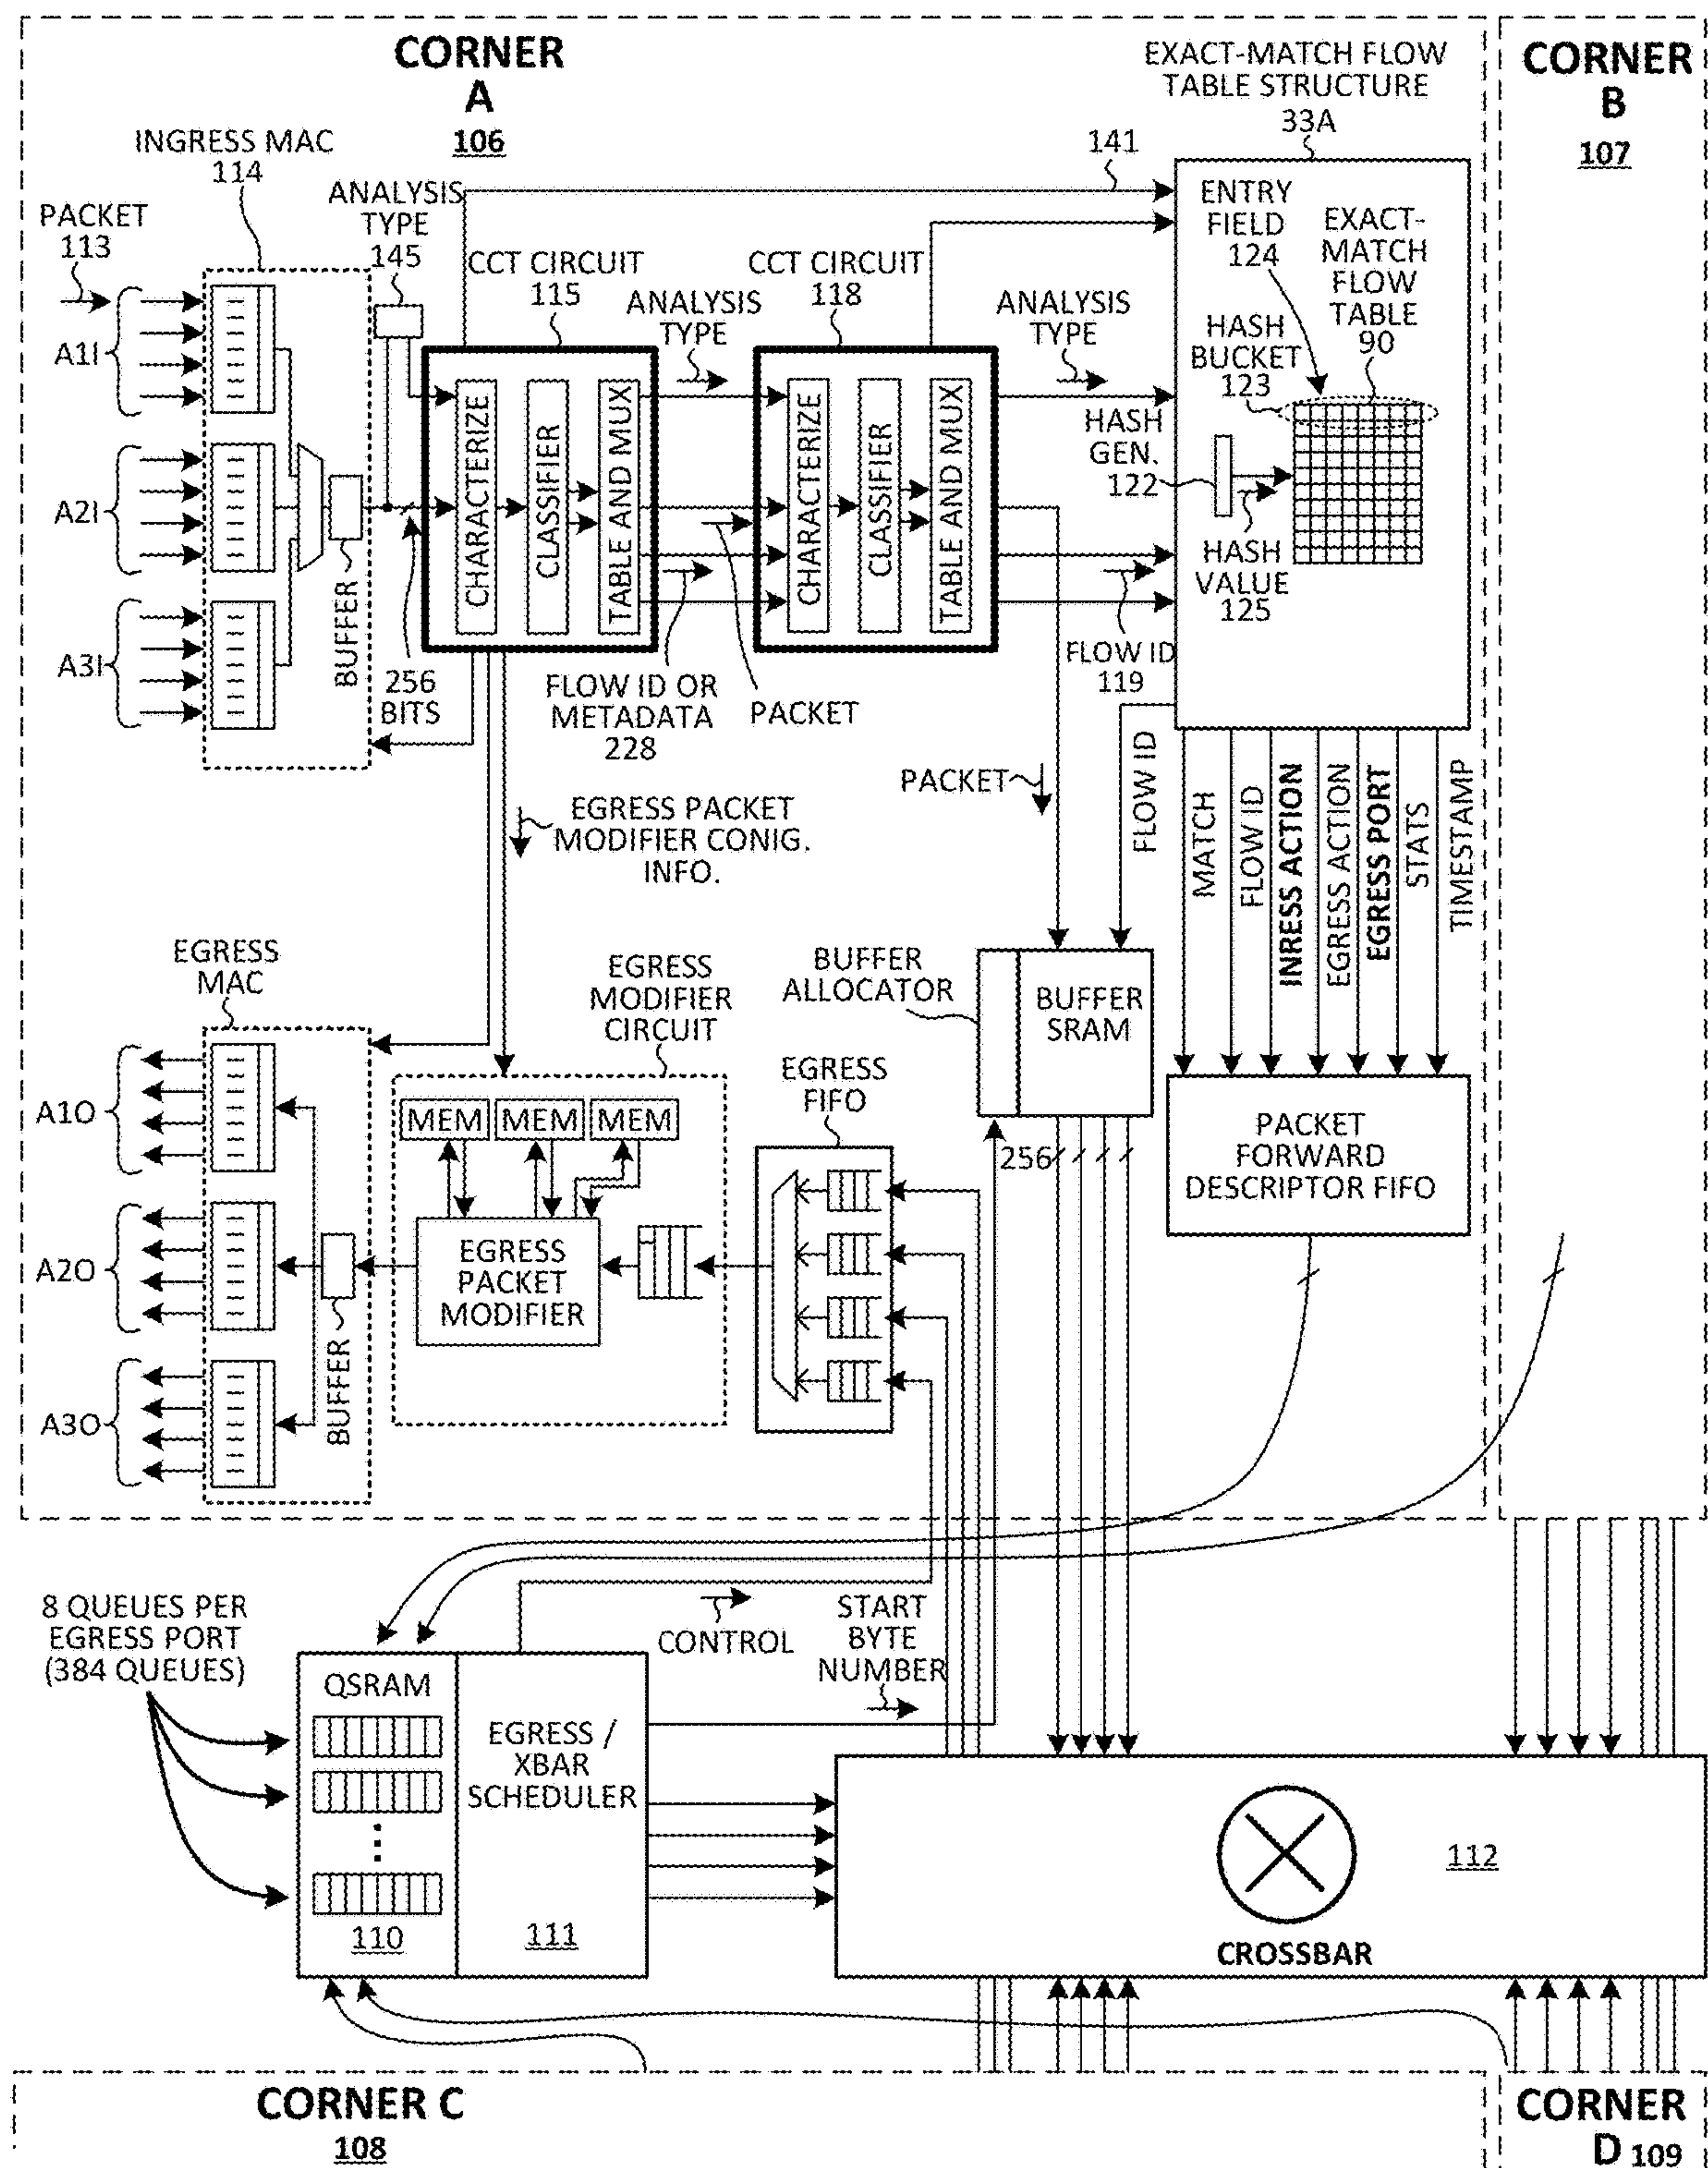 CORNER
A
106
EXACT-MATCH FLOW
TABLE STRUCTURE
33A
CORNER
B
107
INGRESS MAC
114
141
PACKET
113
ANALYSIS
TYPE
145
CCT CIRCUIT
115
ANALYSIS
TYPE
CCT CIRCUIT
118
ANALYSIS
TYPE
ENTRY
FIELD
124
EXACT-
MATCH
FLOW
TABLE
90
HASH
BUCKET
123
HASH
GEN.
122
HASH
VALUE
125
A1I
A2I
A3I
BUFFER
256
BITS
CHARACTERIZE
CLASSIFIER
TABLE AND MUX
CHARACTERIZE
CLASSIFIER
TABLE AND MUX
FLOW ID OR
METADATA
228
PACKET
FLOW ID
119
PACKET
FLOW ID
MATCH
FLOW ID
INRESS ACTION
EGRESS ACTION
EGRESS PORT
STATS
TIMESTAMP
EGRESS PACKET
MODIFIER CONIG.
INFO.
EGRESS
MAC
EGRESS
MODIFIER
CIRCUIT
BUFFER
ALLOCATOR
BUFFER
SRAM
EGRESS
FIFO
A1O
A2O
A3O
BUFFER
MEM
MEM
MEM
EGRESS
PACKET
MODIFIER
256
PACKET
FORWARD
DESCRIPTOR FIFO
8 QUEUES PER
EGRESS PORT
(384 QUEUES)
CONTROL
START
BYTE
NUMBER
QSRAM
110
EGRESS /
XBAR
SCHEDULER
111
112
CROSSBAR
CORNER C
108
CORNER
D 109